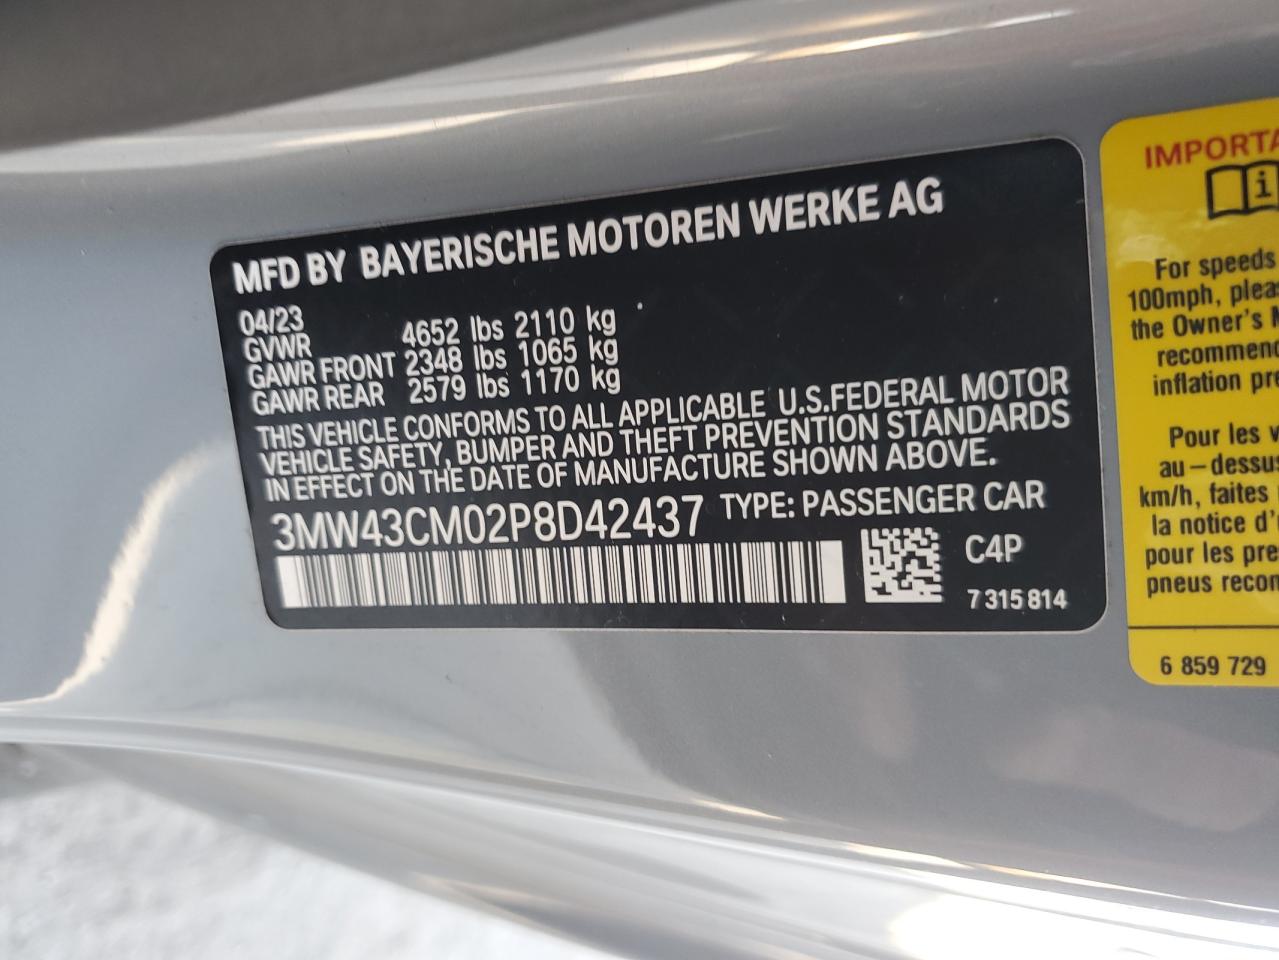 MFD BY BAYERISCHE MOTOREN WERKE AG
04/23
GVWR 4652 lbs 2110 kg
GAWR FRONT 2348 lbs 1065 kg
GAWR REAR 2579 lbs 1170 kg
THIS VEHICLE CONFORMS TO ALL APPLICABLE U.S.FEDERAL MOTOR
VEHICLE SAFETY, BUMPER AND THEFT PREVENTION STANDARDS
IN EFFECT ON THE DATE OF MANUFACTURE SHOWN ABOVE.
3MW43CM02P8D42437 TYPE: PASSENGER CAR
C4P
7 315 814
IMPORTA
i
For speeds
100mph, pleas
the Owner's M
recommend
inflation pre
Pour les v
au-dessus
km/h, faites
la notice d'
pour les pre
pneus recom
6 859 729